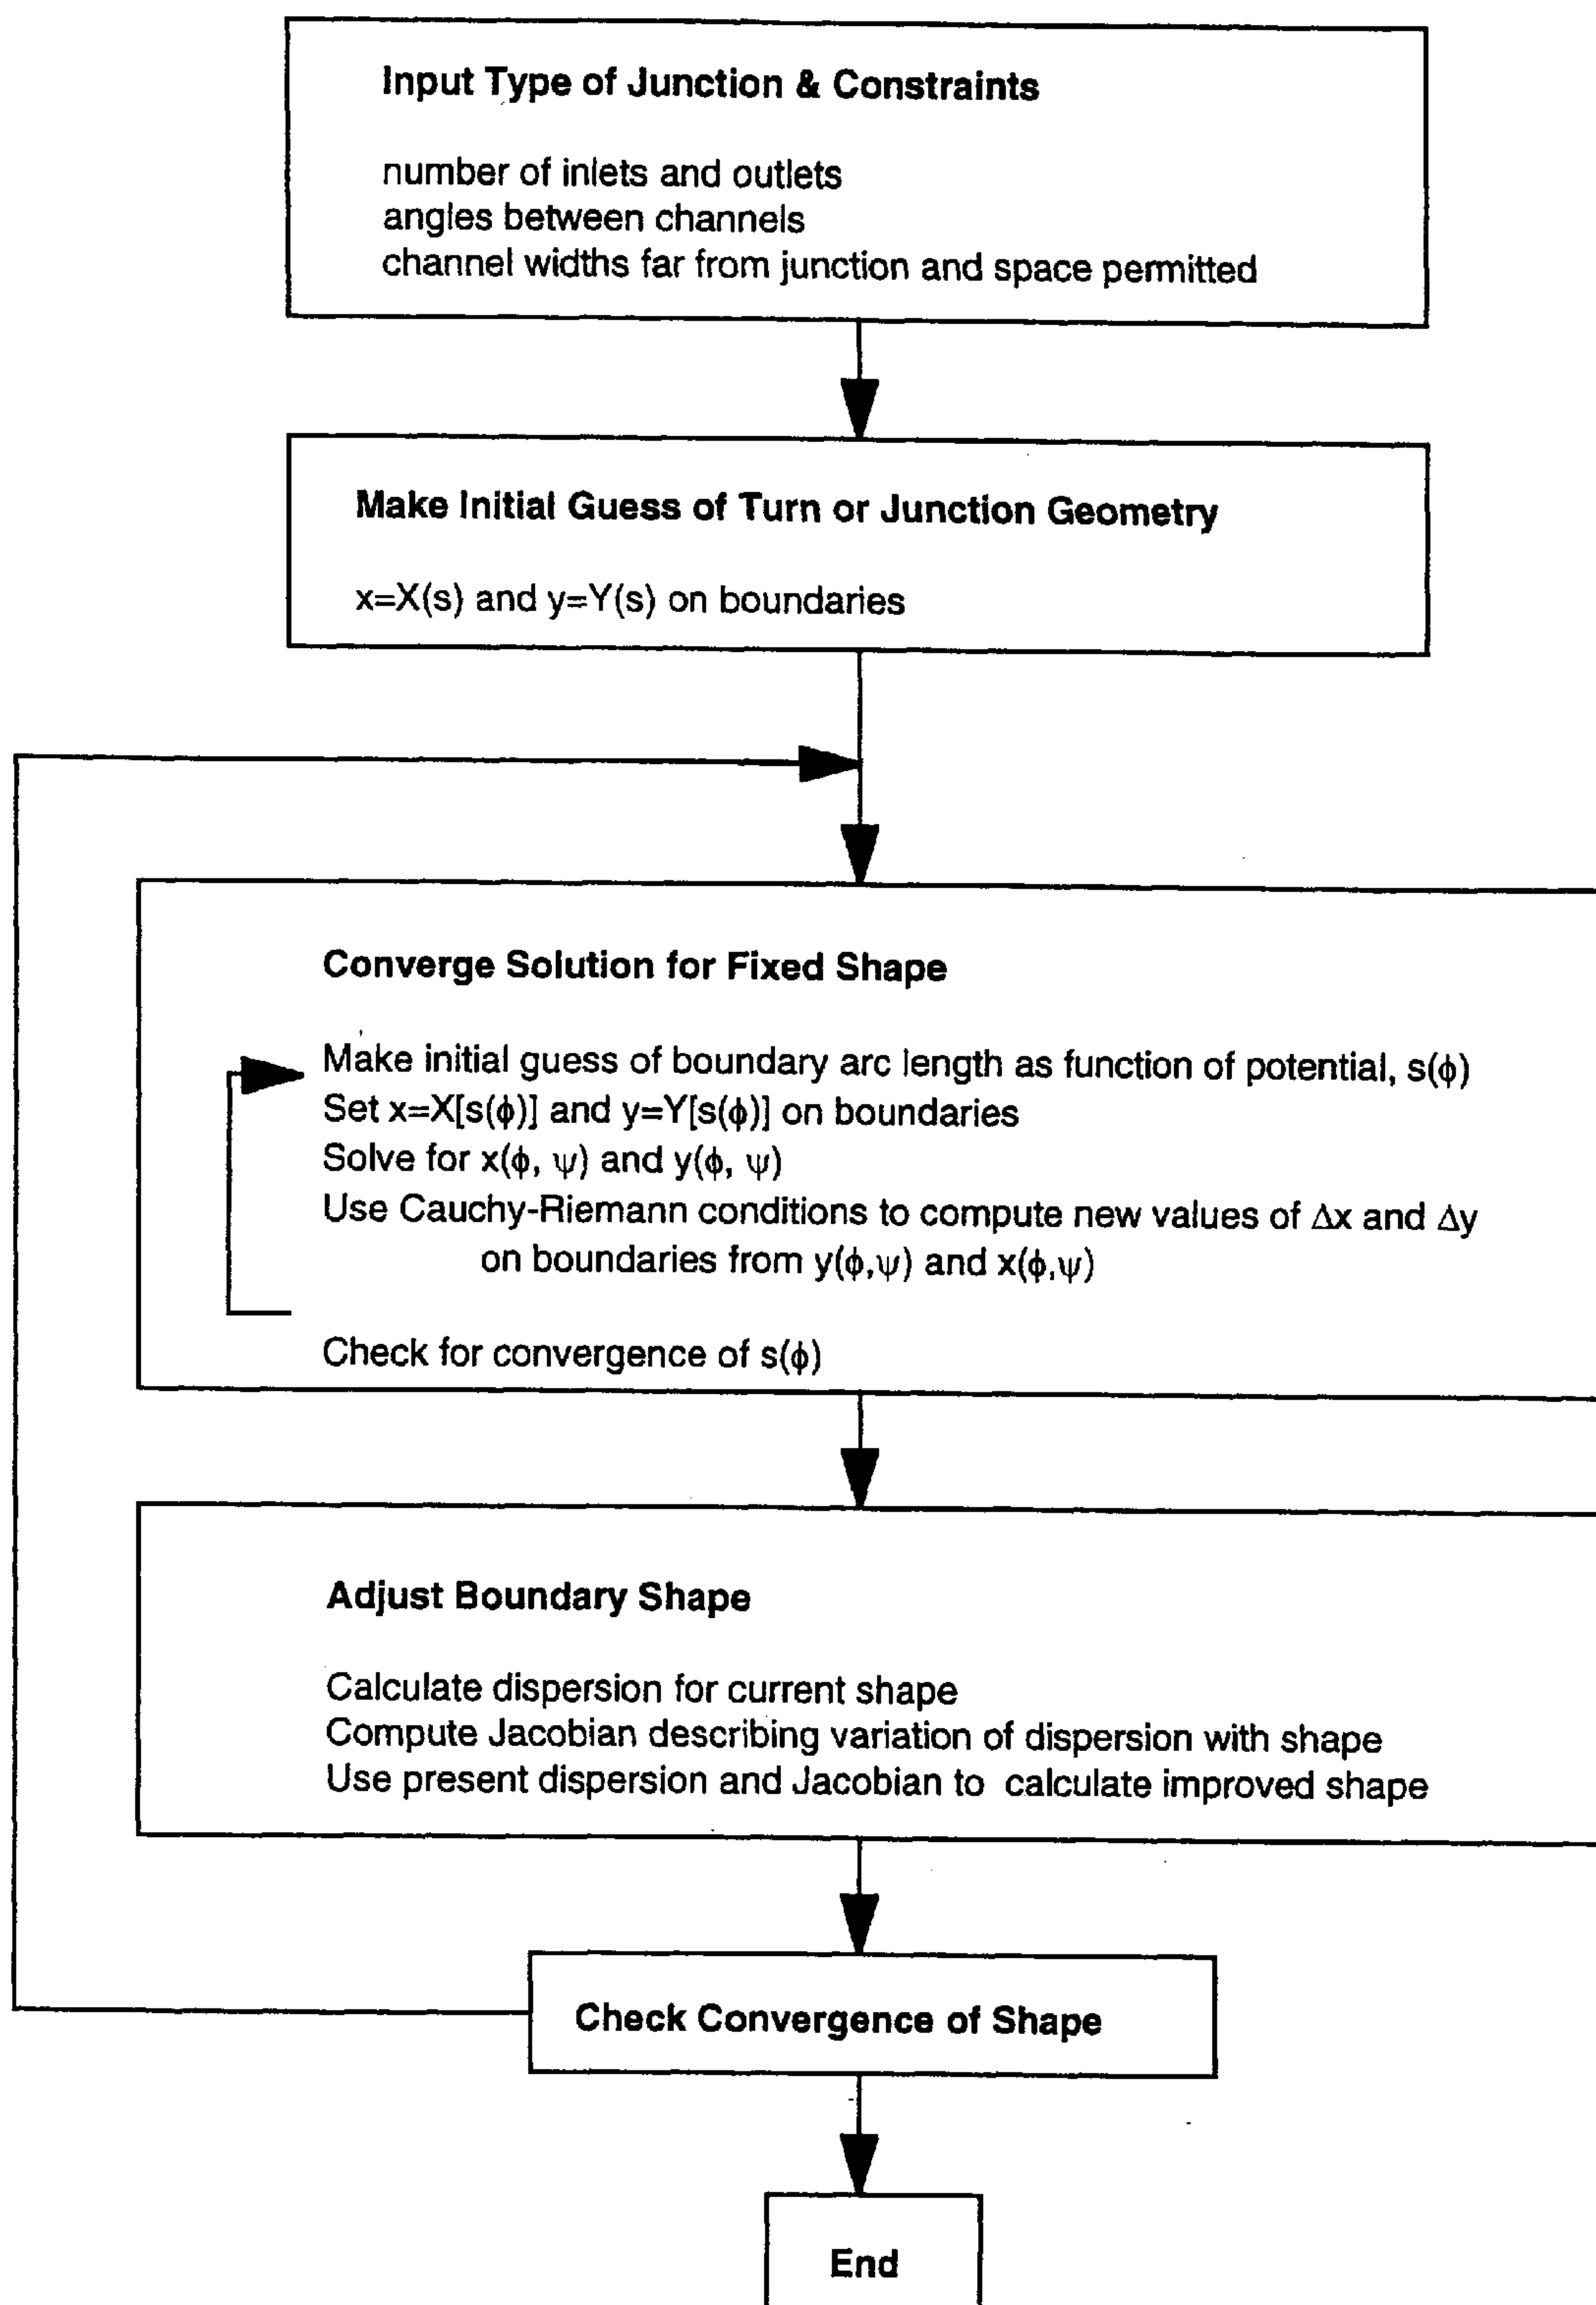 Input Type of Junction & Constraints
number of inlets and outlets
angles between channels
channel widths far from junction and space permitted
Make Initial Guess of Turn or Junction Geometry
x=X(s) and y=Y(s) on boundaries
Converge Solution for Fixed Shape
Make initial guess of boundary arc length as function of potential, s(ϕ)
Set x=X[s(ϕ)] and y=Y[s(ϕ)] on boundaries
Solve for x(ϕ, ψ) and y(ϕ, ψ)
Use Cauchy-Riemann conditions to compute new values of Δx and Δy
on boundaries from y(ϕ,ψ) and x(ϕ,ψ)
Check for convergence of s(ϕ)
Adjust Boundary Shape
Calculate dispersion for current shape
Compute Jacobian describing variation of dispersion with shape
Use present dispersion and Jacobian to calculate improved shape
Check Convergence of Shape
End